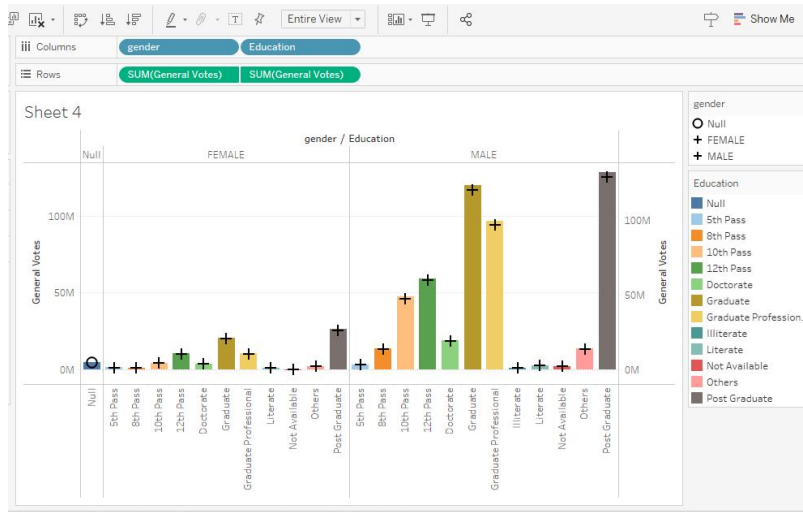 Entire View
Show Me
Columns
gender
Education
Rows
SUM(General Votes)
SUM(General Votes)
Sheet 4
gender / Education
Null
FEMALE
MALE
General Votes
100M
50M
0M
100M
50M
0M
General Votes
Null
5th Pass
8th Pass
10th Pass
12th Pass
Doctorate
Graduate
Graduate Professional
Literate
Not Available
Others
Post Graduate
5th Pass
8th Pass
10th Pass
12th Pass
Doctorate
Graduate
Graduate Professional
Illiterate
Literate
Not Available
Others
Post Graduate
gender
Null
FEMALE
MALE
Education
Null
5th Pass
8th Pass
10th Pass
12th Pass
Doctorate
Graduate
Graduate Profession..
Illiterate
Literate
Not Available
Others
Post Graduate